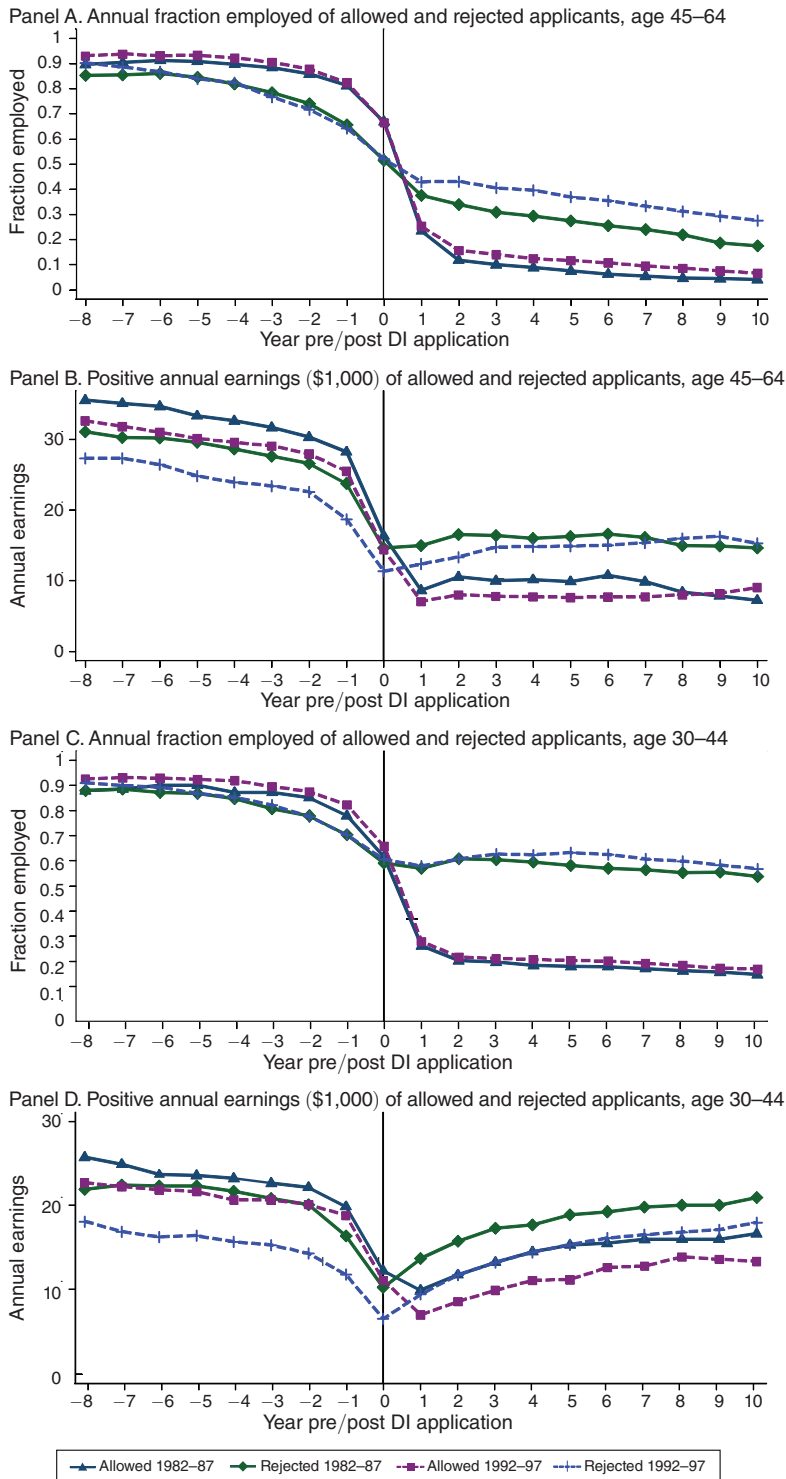 Panel A. Annual fraction employed of allowed and rejected applicants, age 45–64
1
0.9
0.8
0.7
0.6
0.5
0.4
0.3
0.2
0.1
0
Fraction employed
−8 −7 −6 −5 −4 −3 −2 −1 0 1 2 3 4 5 6 7 8 9 10
Year pre/post DI application
Panel B. Positive annual earnings ($1,000) of allowed and rejected applicants, age 45–64
30
20
10
0
Annual earnings
−8 −7 −6 −5 −4 −3 −2 −1 0 1 2 3 4 5 6 7 8 9 10
Year pre/post DI application
Panel C. Annual fraction employed of allowed and rejected applicants, age 30–44
1
0.9
0.8
0.7
0.6
0.5
0.4
0.3
0.2
0.1
0
Fraction employed
−8 −7 −6 −5 −4 −3 −2 −1 0 1 2 3 4 5 6 7 8 9 10
Year pre/post DI application
Panel D. Positive annual earnings ($1,000) of allowed and rejected applicants, age 30–44
30
20
10
0
Annual earnings
−8 −7 −6 −5 −4 −3 −2 −1 0 1 2 3 4 5 6 7 8 9 10
Year pre/post DI application
Allowed 1982–87 Rejected 1982–87 Allowed 1992–97 Rejected 1992–97